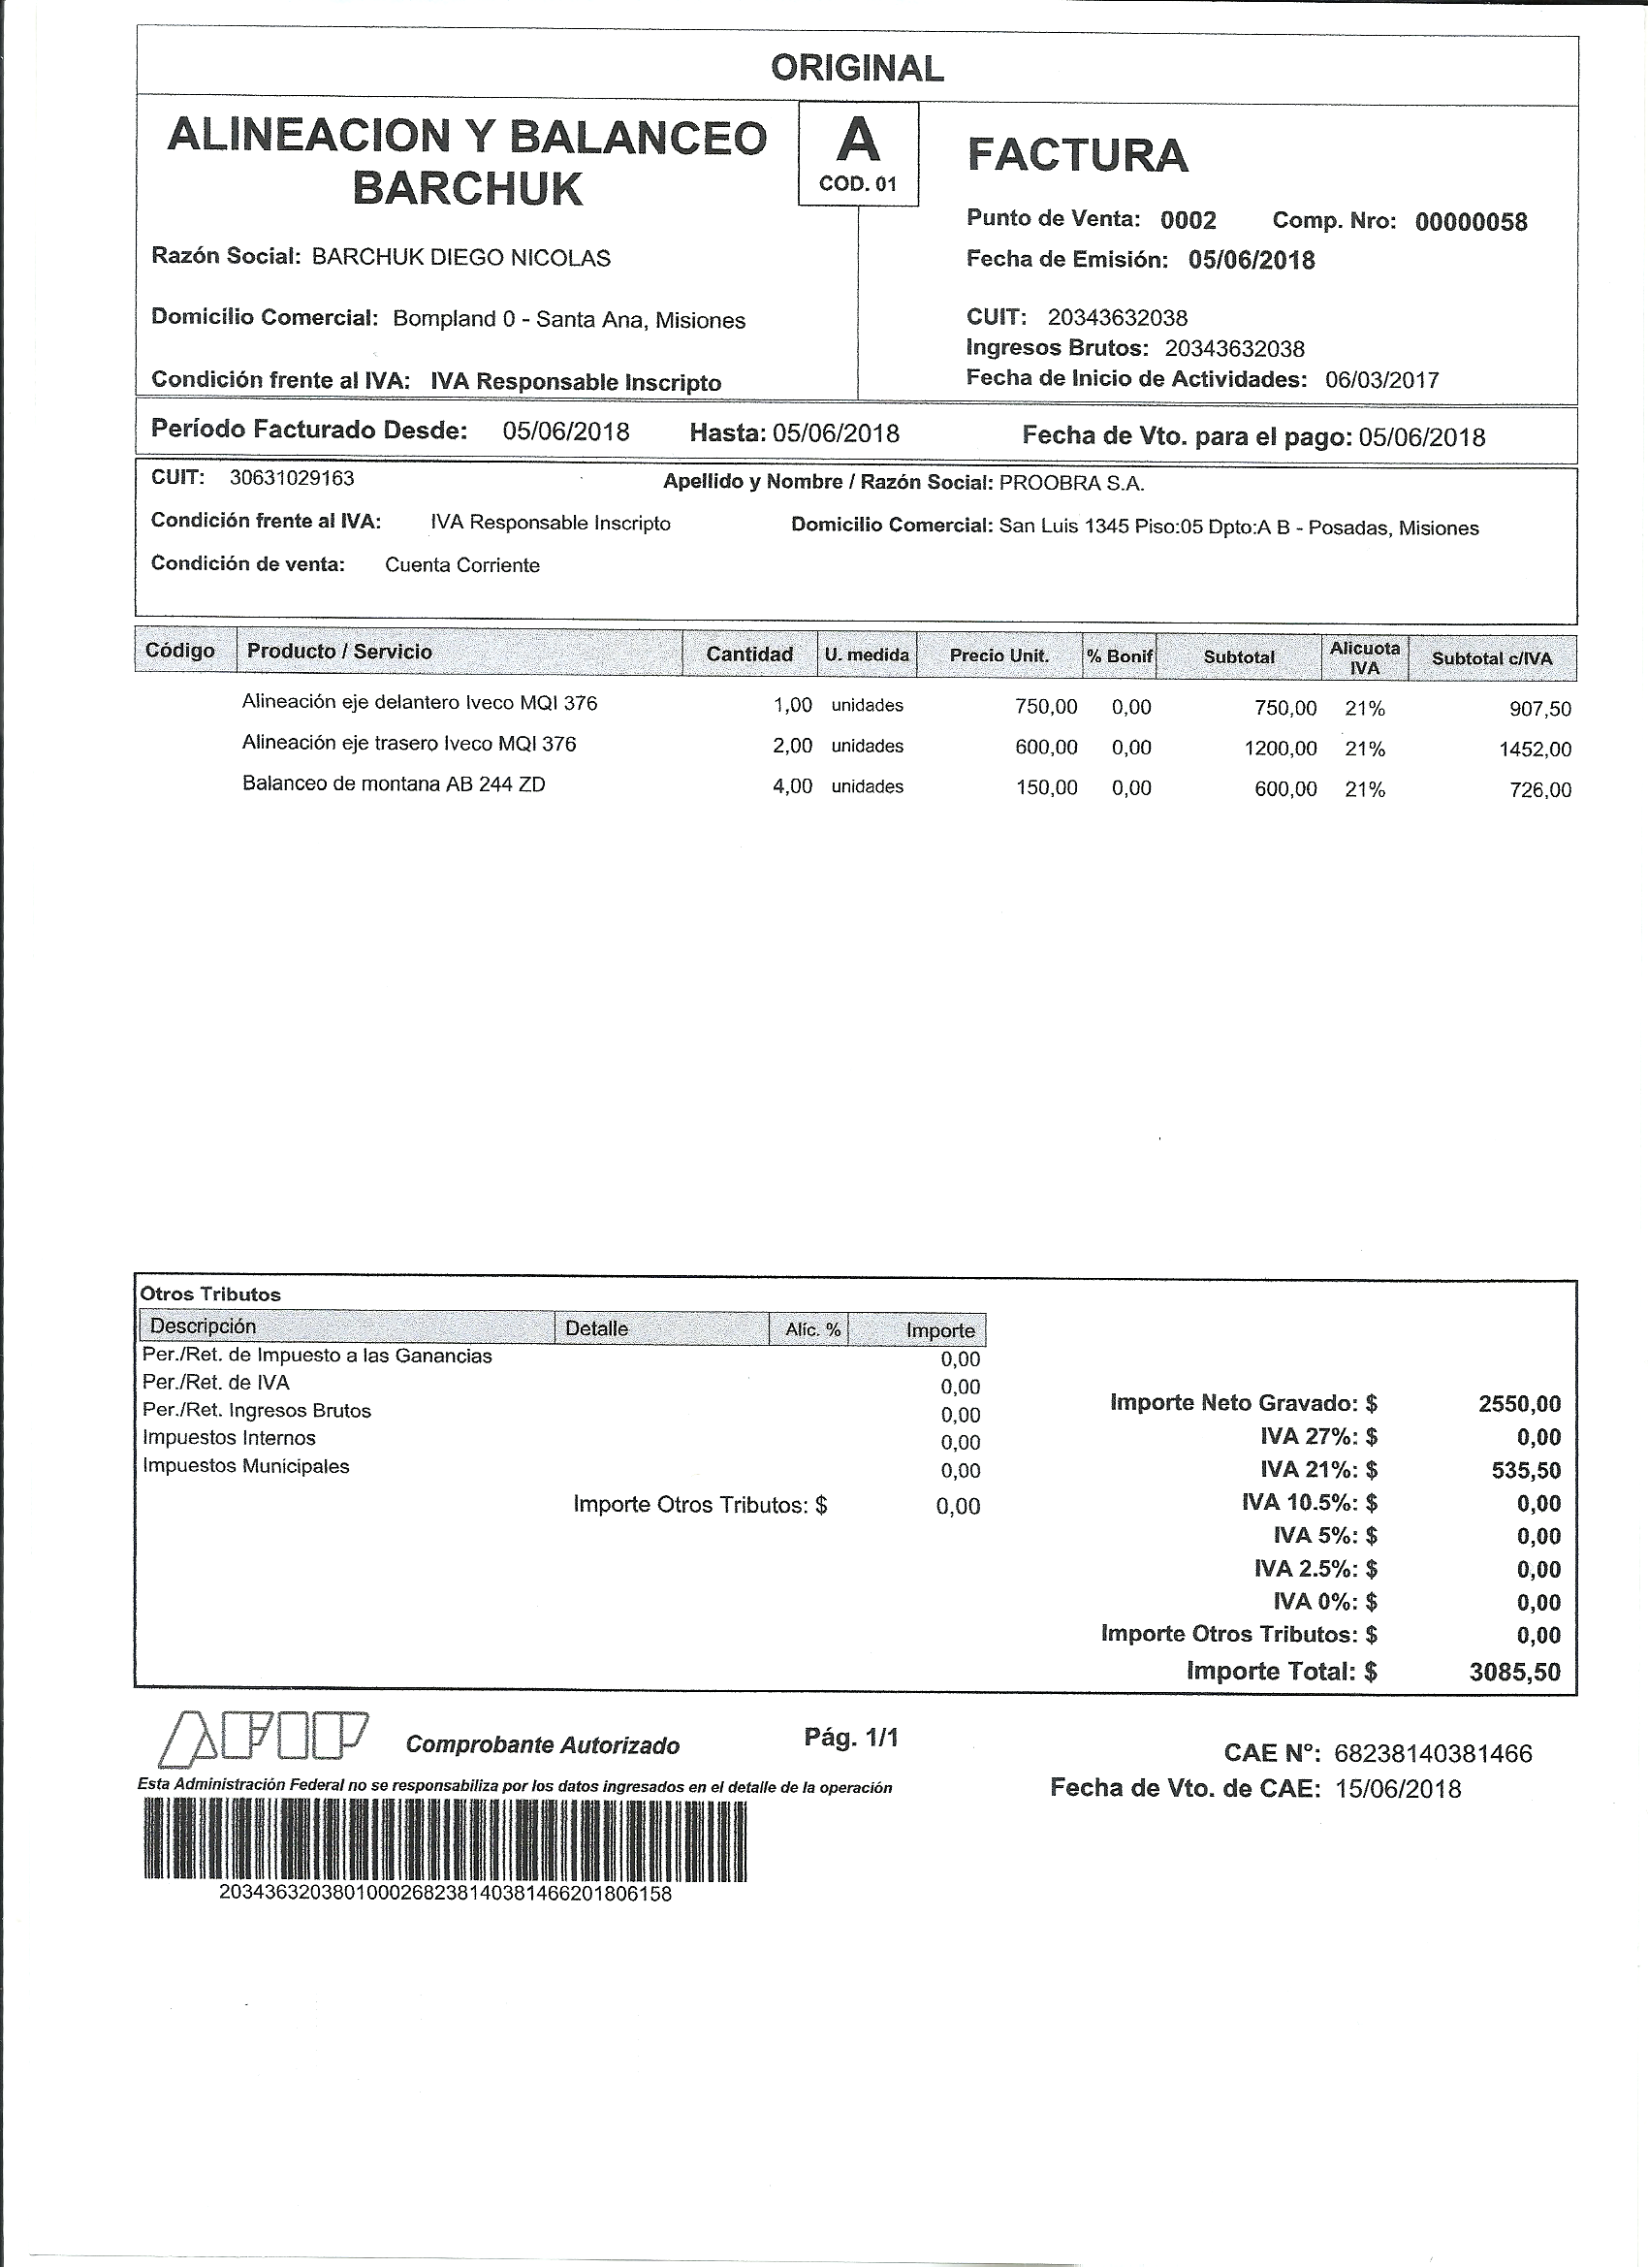 ORIGINAL
ALINEACION Y BALANCEO
BARCHUK
A
COD. 01
FACTURA
Punto de Venta: 0002 Comp. Nro: 00000058
Razón Social: BARCHUK DIEGO NICOLAS
Fecha de Emisión: 05/06/2018
Domicilio Comercial: Bompland 0 - Santa Ana, Misiones
CUIT: 20343632038
Ingresos Brutos: 20343632038
Condición frente al IVA: IVA Responsable Inscripto
Fecha de Inicio de Actividades: 06/03/2017
Período Facturado Desde: 05/06/2018 Hasta: 05/06/2018 Fecha de Vto. para el pago: 05/06/2018
CUIT: 30631029163 Apellido y Nombre / Razón Social: PROOBRA S.A.
Condición frente al IVA: IVA Responsable Inscripto Domicilio Comercial: San Luis 1345 Piso:05 Dpto:A B - Posadas, Misiones
Condición de venta: Cuenta Corriente
Código Producto / Servicio Cantidad U. medida Precio Unit. % Bonif Subtotal Alicuota IVA Subtotal c/IVA
Alineación eje delantero Iveco MQI 376 1,00 unidades 750,00 0,00 750,00 21% 907,50
Alineación eje trasero Iveco MQI 376 2,00 unidades 600,00 0,00 1200,00 21% 1452,00
Balanceo de montana AB 244 ZD 4,00 unidades 150,00 0,00 600,00 21% 726,00
Otros Tributos
Descripción Detalle Alíc. % Importe
Per./Ret. de Impuesto a las Ganancias 0,00
Per./Ret. de IVA 0,00
Per./Ret. Ingresos Brutos 0,00
Impuestos Internos 0,00
Impuestos Municipales 0,00
Importe Otros Tributos: $ 0,00
Importe Neto Gravado: $ 2550,00
IVA 27%: $ 0,00
IVA 21%: $ 535,50
IVA 10.5%: $ 0,00
IVA 5%: $ 0,00
IVA 2.5%: $ 0,00
IVA 0%: $ 0,00
Importe Otros Tributos: $ 0,00
Importe Total: $ 3085,50
AFIP Comprobante Autorizado Pág. 1/1
CAE N°: 68238140381466
Esta Administración Federal no se responsabiliza por los datos ingresados en el detalle de la operación
Fecha de Vto. de CAE: 15/06/2018
2034363203801000268238140381466201806158